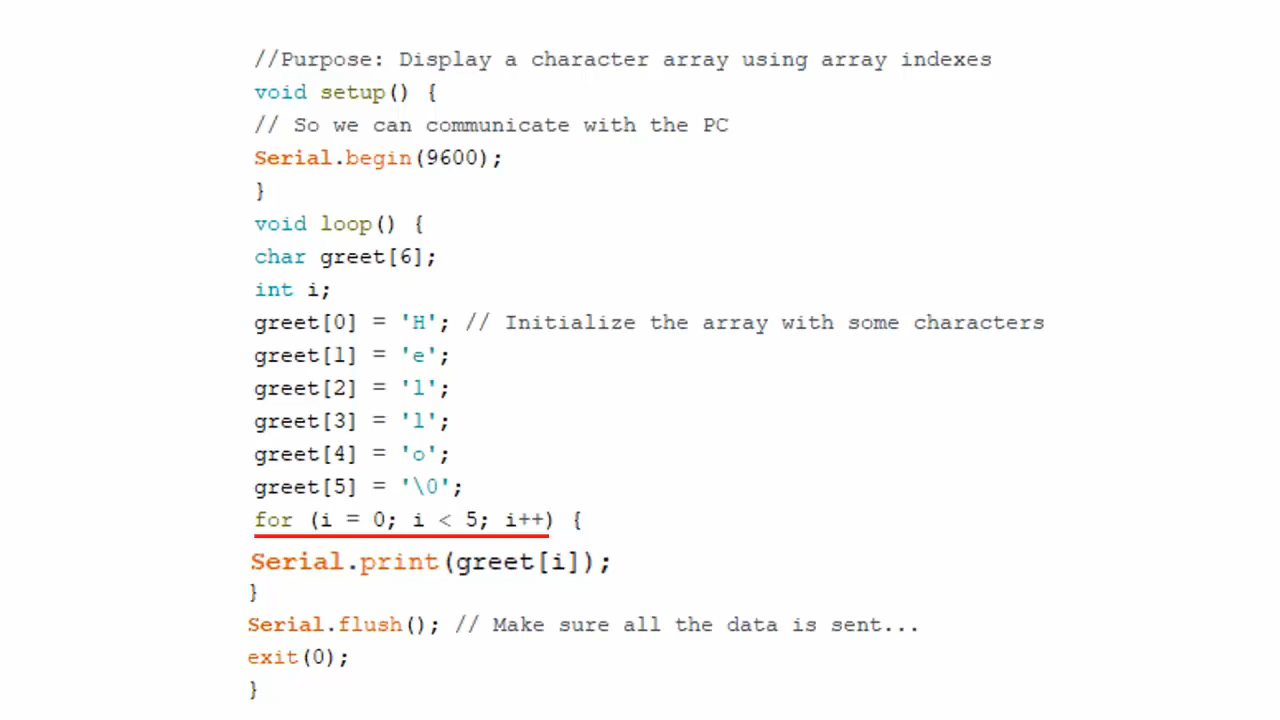 //Purpose: Display a character array using array indexes
void setup() {
// So we can communicate with the PC
Serial.begin(9600);
}
void loop() {
char greet[6];
int i;
greet[0] = 'H'; // Initialize the array with some characters
greet[1] = 'e';
greet[2] = 'l';
greet[3] = 'l';
greet[4] = 'o';
greet[5] = '\0';
for (i = 0; i < 5; i++) {
Serial.print(greet[i]);
}
Serial.flush(); // Make sure all the data is sent...
exit(0);
}